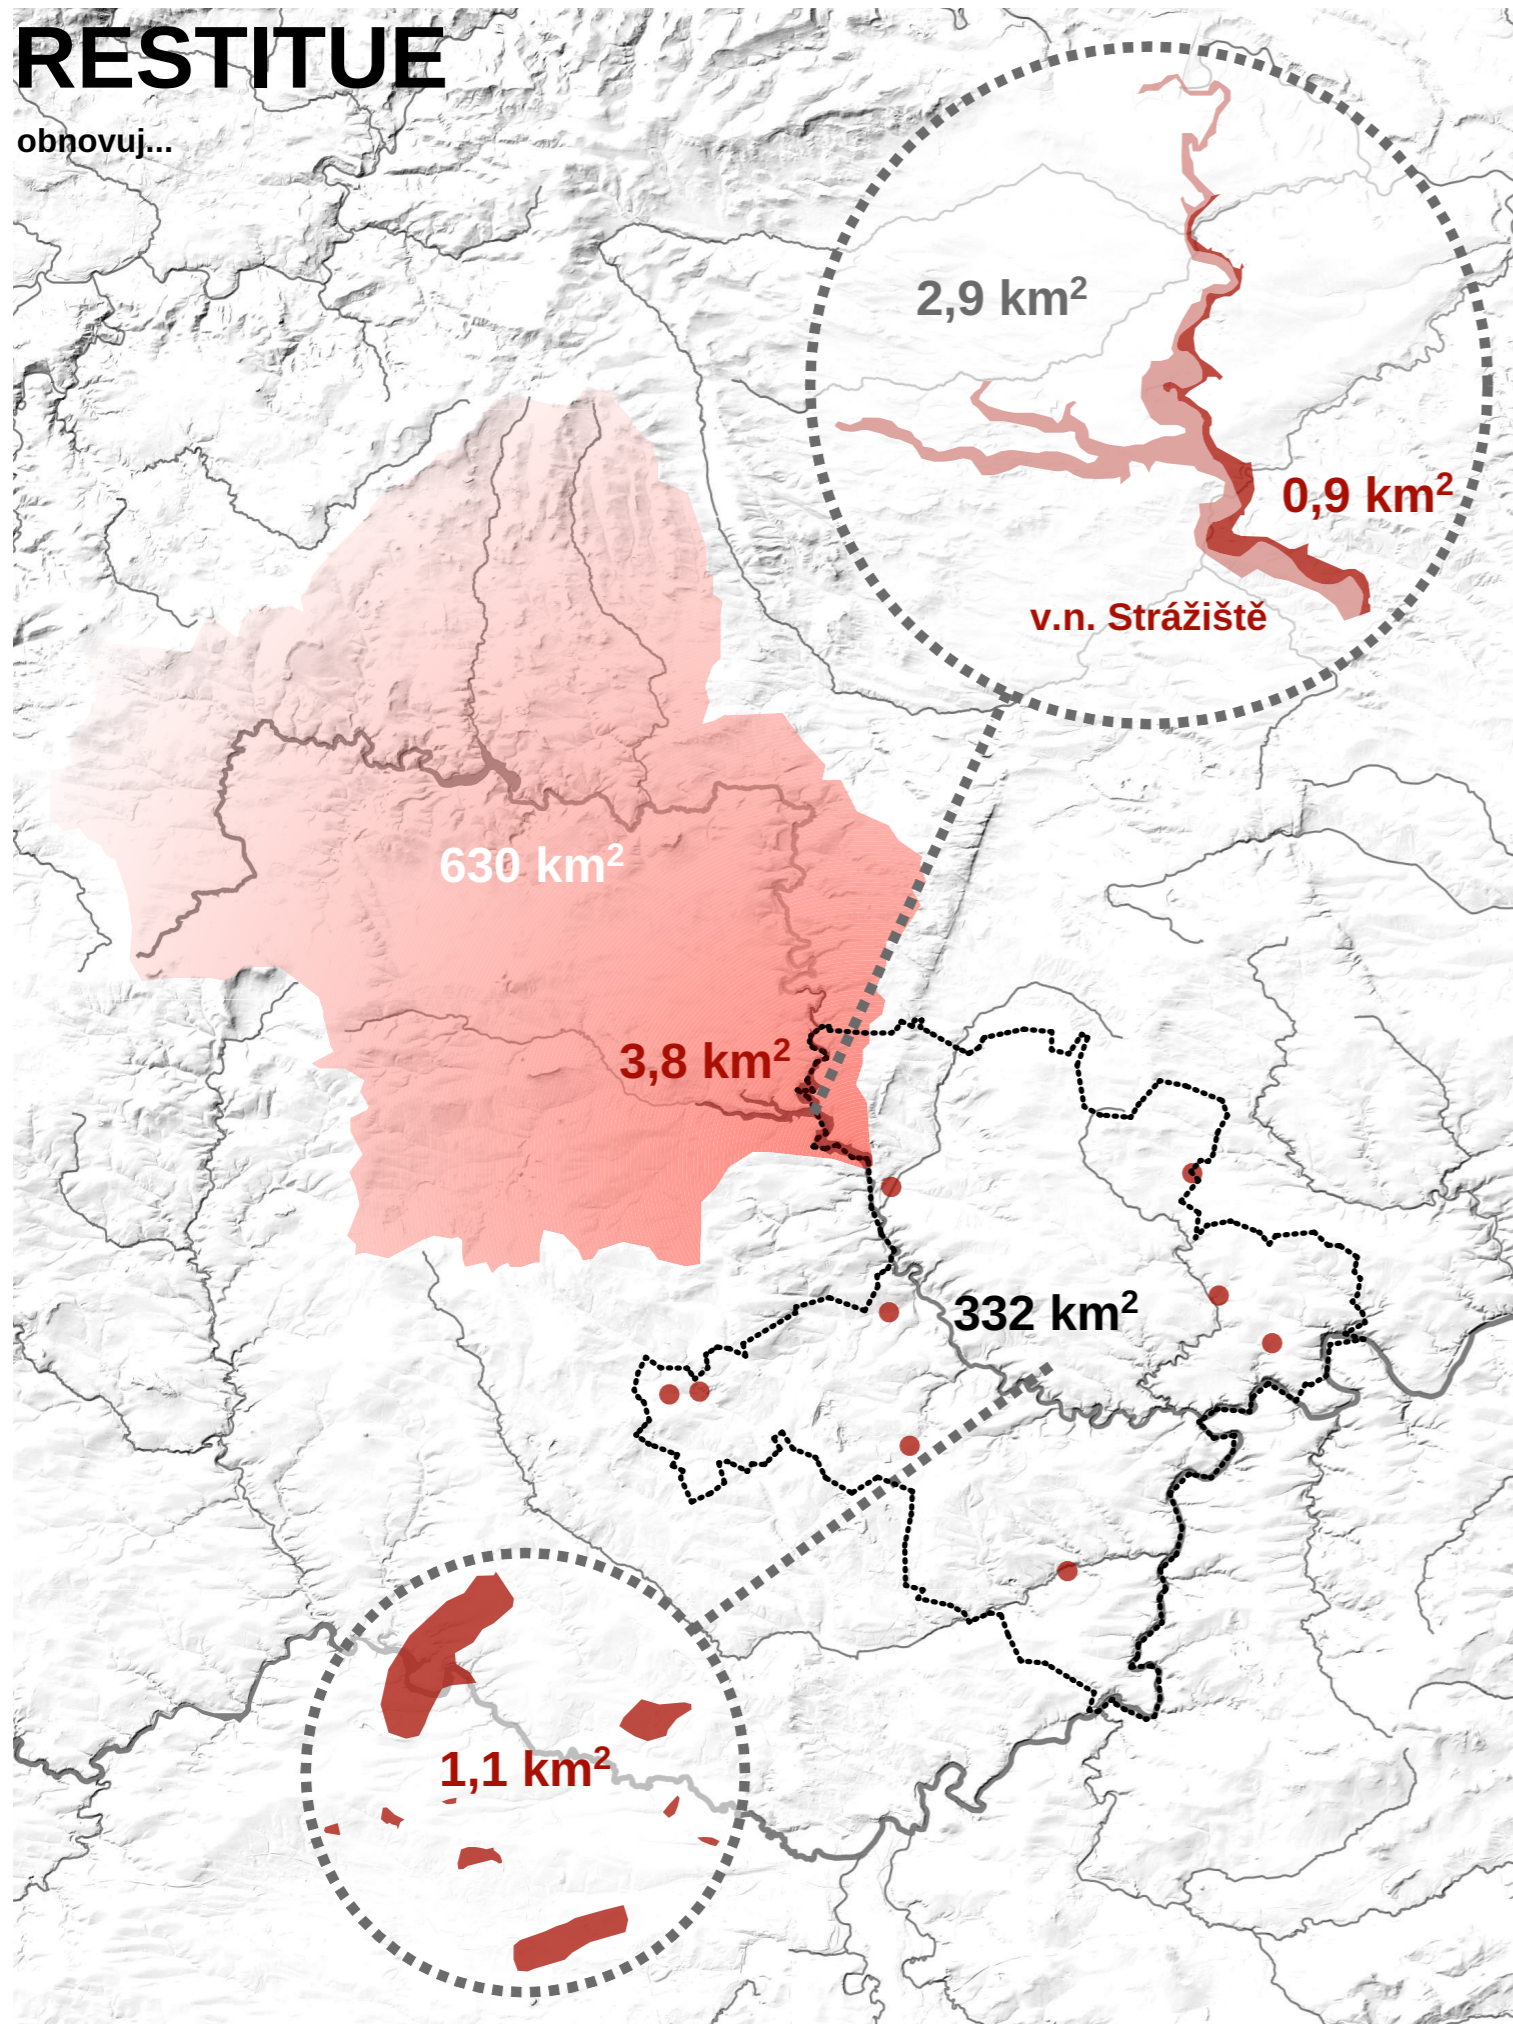 RESTITUE
obnovuj...
2,9 km²
0,9 km²
v.n. Strážiště
630 km²
3,8 km²
332 km²
1,1 km²